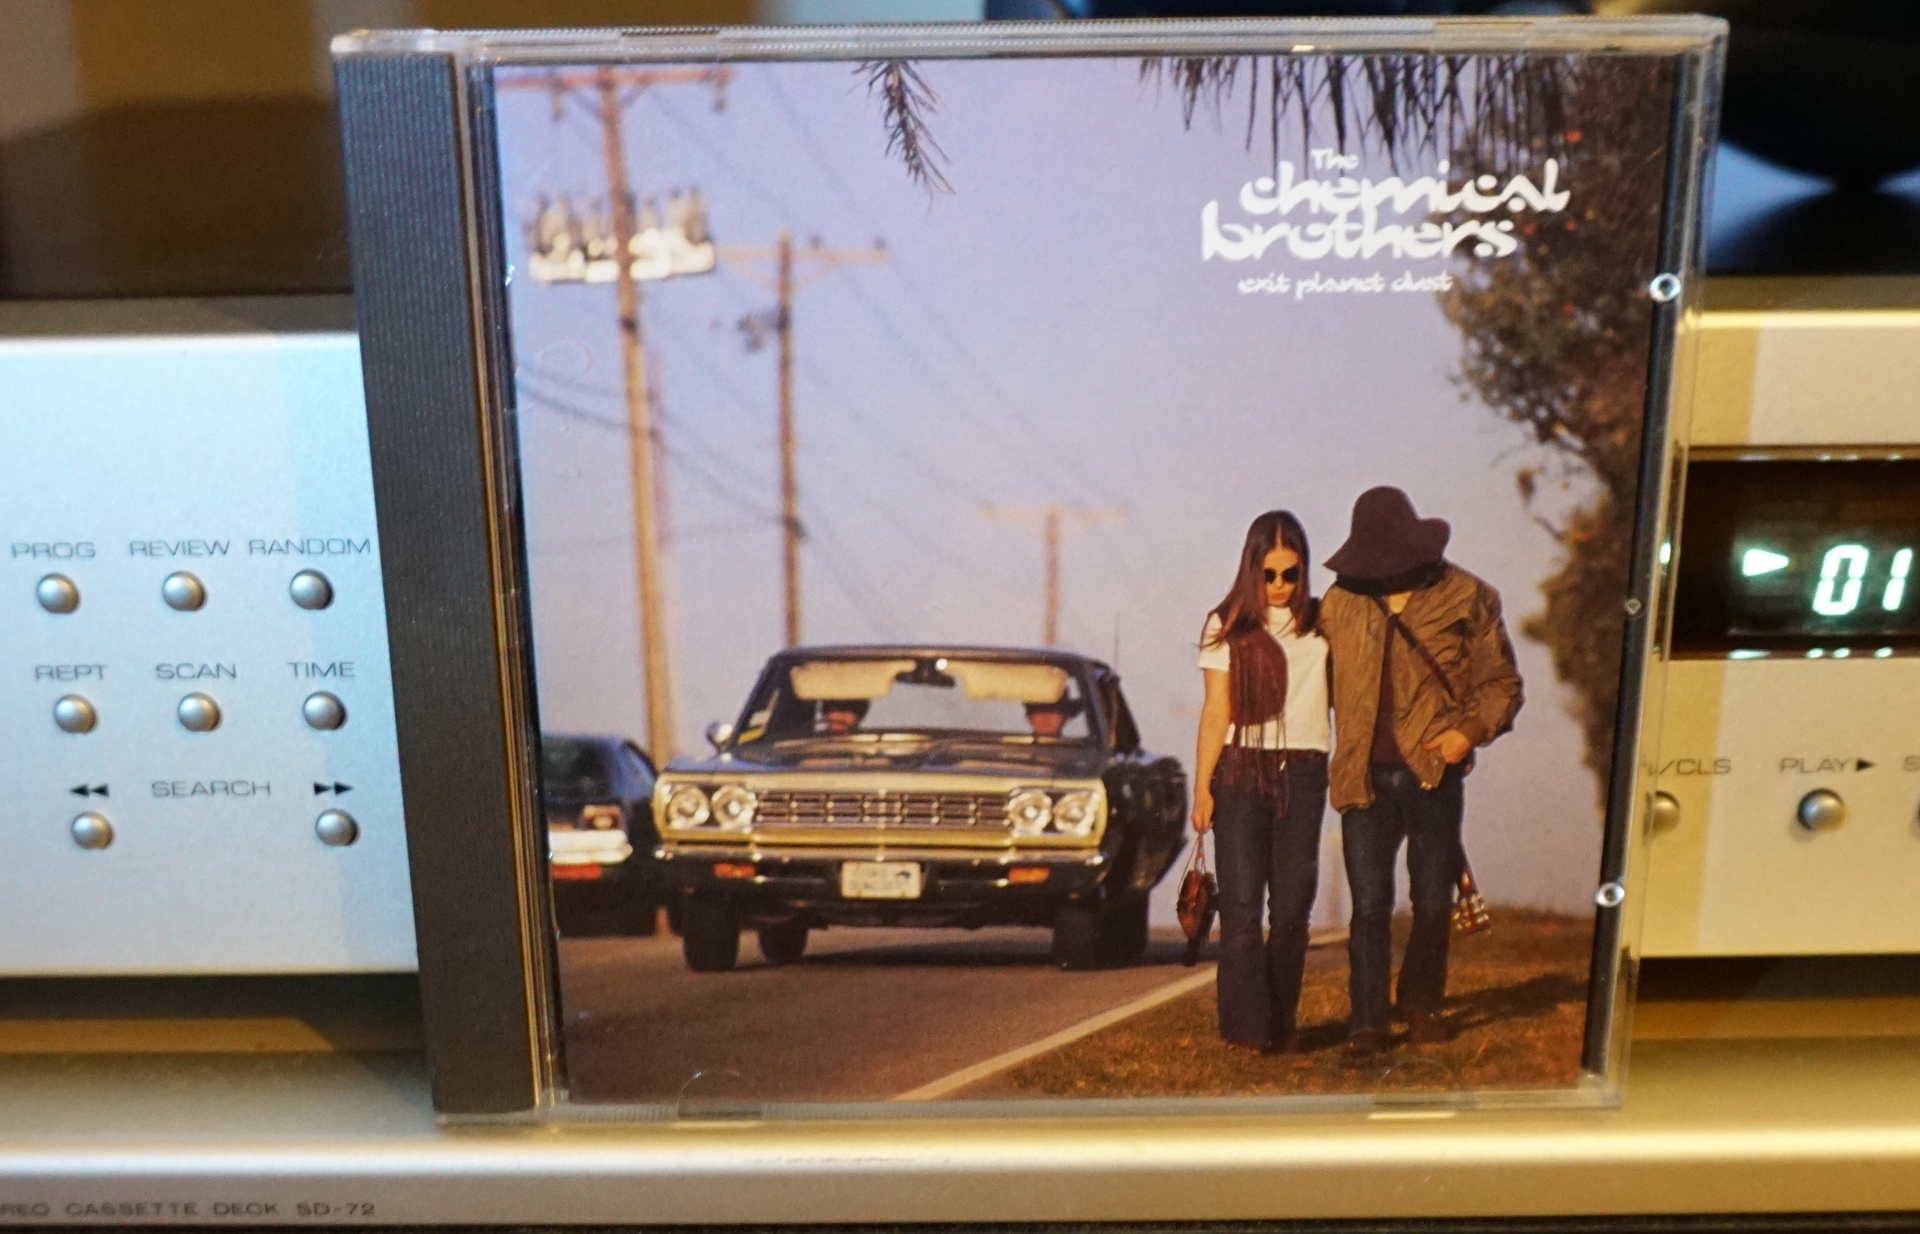 The
chemical
brothers
exit planet dust
PROG REVIEW RANDOM
REPT SCAN TIME
◀◀ SEARCH ▶▶
▶ 01
/CLS PLAY ▶ S
REO CASSETTE DECK SD-72